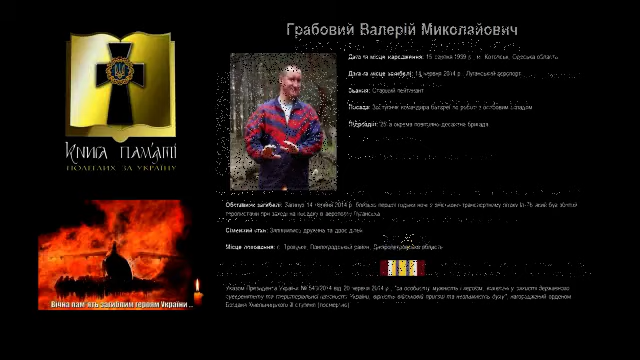 Грабовий Валерій Миколайович
Дата та місце народження: 15 1989 р., м. Котовськ, Одеська область
Дата та місце загибелі: 14 червня 2014 р., Луганський аеропорт
Звання: Старший лейтенант
Посада: Заступник командира батареї по роботі з особовим складом
Підрозділ: 25-а окрема повітряно-десантна бригада
КНИГА ПАМ'ЯТІ
ПОЛЕГЛИХ ЗА УКРАЇНУ
Обставини загибелі: Загинув 14 червня 2014 р. близько першої години ночі у військово-транспортному літаку Іл-76, який був збитий
терористами при заході на посадку в аеропорту Луганська.
Сімейний стан: Залишились дружина та двоє дітей.
Місце поховання: с. Павлоградський район, Дніпропетровська область
Вічна пам'ять загиблим героям України ...
Указом Президента України № 543/2014 від 20 червня 2014 р., "за особисту мужність і героїзм, виявлені у захисті державного
суверенітету та територіальної цілісності України, вірність військовій присязі та незламність духу", нагороджений орденом
Богдана Хмельницького ІІІ ступеня (посмертно).